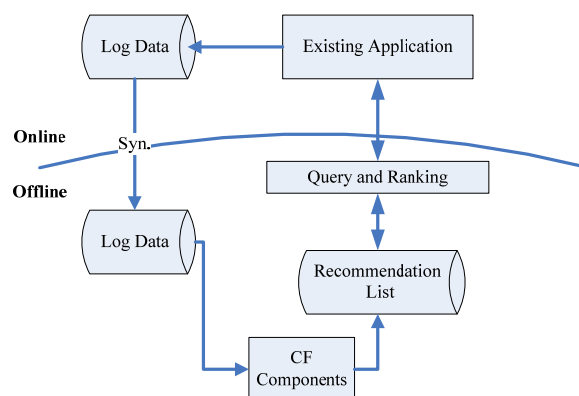 Log Data
Existing Application
Online
Syn.
Offline
Query and Ranking
Log Data
Recommendation
List
CF
Components